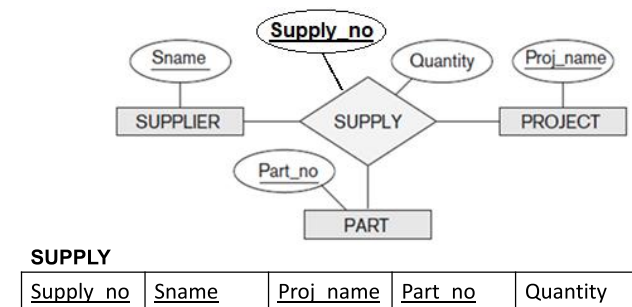 Supply_no
Sname
Quantity
Proj_name
SUPPLIER
SUPPLY
PROJECT
Part_no
PART
SUPPLY
Supply_no Sname Proj_name Part_no Quantity